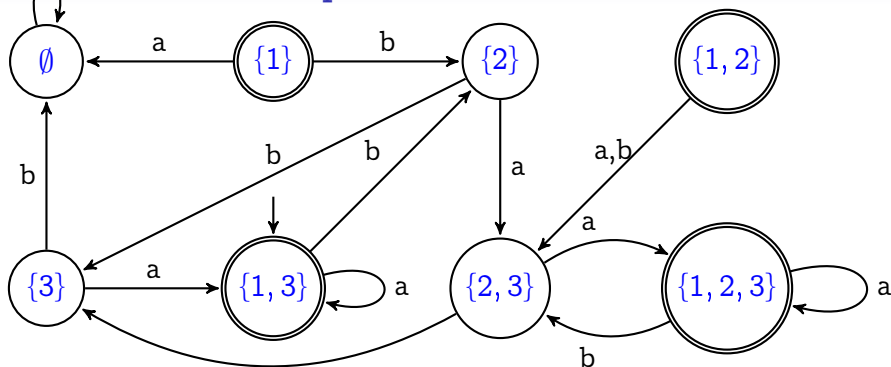 a b
∅ {1} {2} {1, 2}
b b b a a,b
a
{3} a {1, 3} a {2, 3} {1, 2, 3} a
b